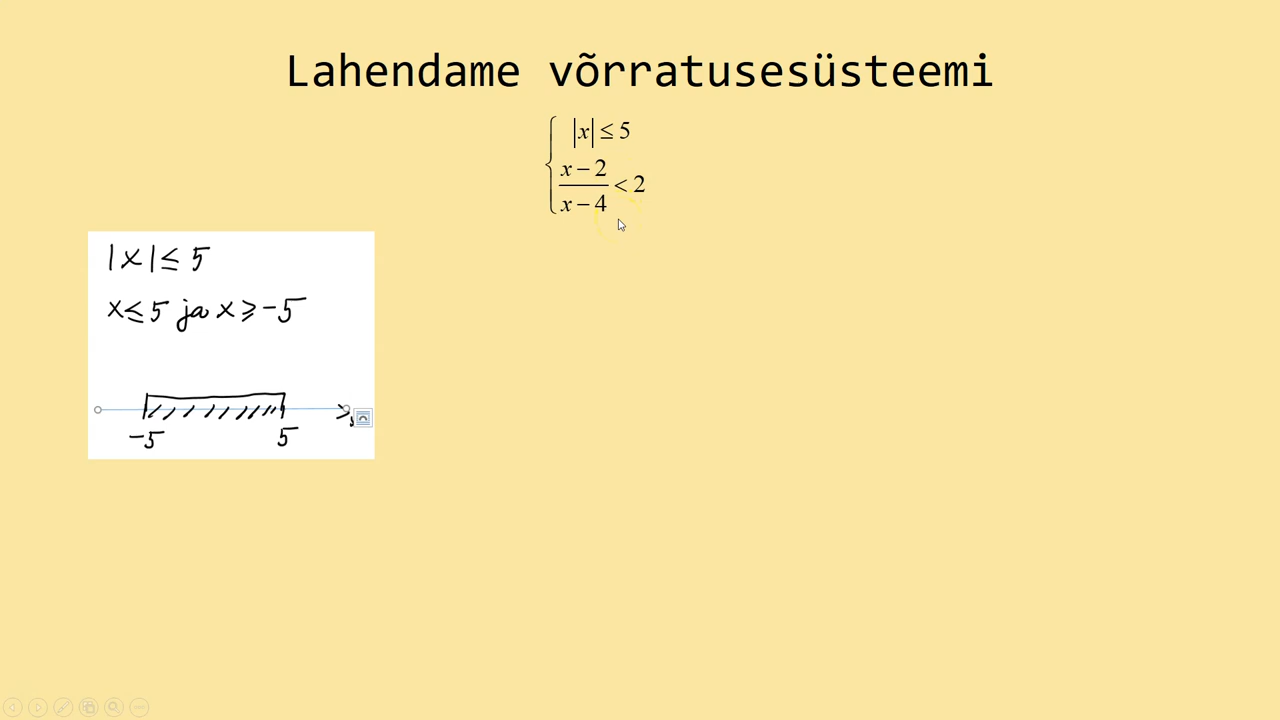 Lahendame võrratusesüsteemi
|x| ≤ 5
x − 2
x − 4
< 2
|x| ≤ 5
x ≤ 5 ja x ≥ −5
−5 5